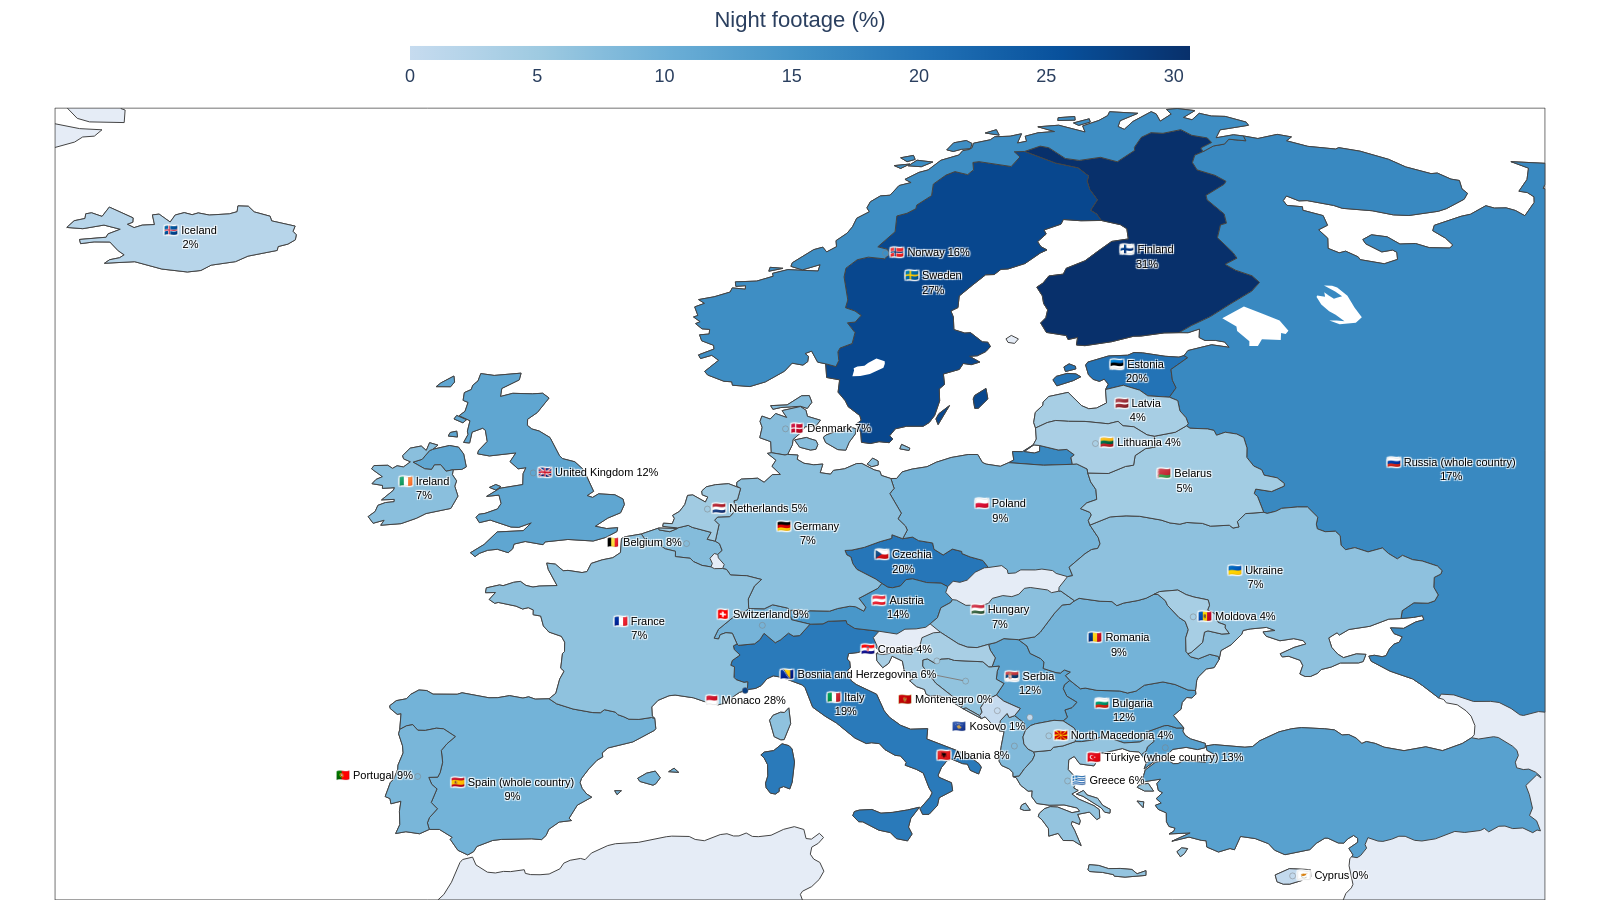 Night footage (%)
0 5 10 15 20 25 30
Iceland
2%
Norway 16%
Finland
31%
Sweden
27%
Estonia
20%
Latvia
4%
Denmark 7%
Lithuania 4%
Russia (whole country)
17%
United Kingdom 12%
Belarus
5%
Ireland
7%
Poland
9%
Netherlands 5%
Germany
7%
Belgium 8%
Czechia
20%
Ukraine
7%
Austria
14%
Hungary
7%
Switzerland 9%
Moldova 4%
France
7%
Romania
9%
Croatia 4%
Bosnia and Herzegovina 6%
Serbia
12%
Monaco 28%
Italy
19%
Montenegro 0%
Bulgaria
12%
Kosovo 1%
North Macedonia 4%
Albania 8%
Türkiye (whole country) 13%
Portugal 9%
Spain (whole country)
9%
Greece 6%
Cyprus 0%